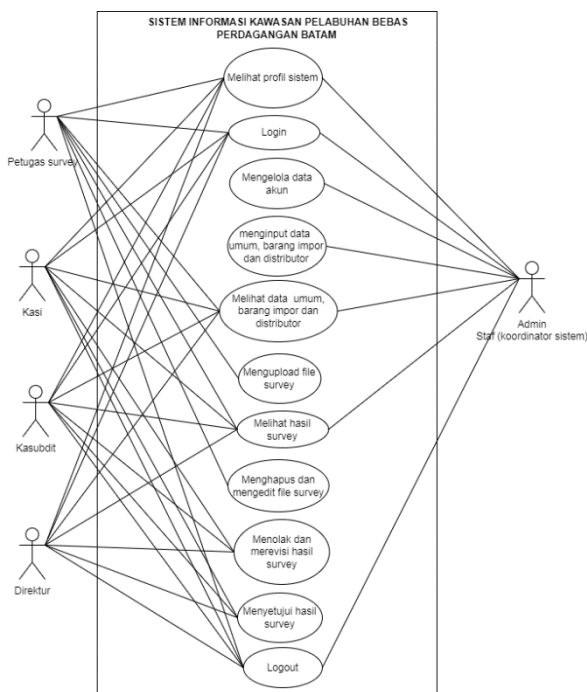 SISTEM INFORMASI KAWASAN PELABUHAN BEBAS
PERDAGANGAN BATAM
Melihat profil sistem
Login
Petugas survey
Mengelola data
akun
menginput data
umum, barang impor
dan distributor
Kasi
Melihat data umum,
barang impor dan
distributor
Admin
Staf (koordinator sistem)
Mengupload file
survey
Melihat hasil
survey
Kasubdit
Menghapus dan
mengedit file survey
Menolak dan
merevisi hasil
survey
Direktur
Menyetujui hasil
survey
Logout